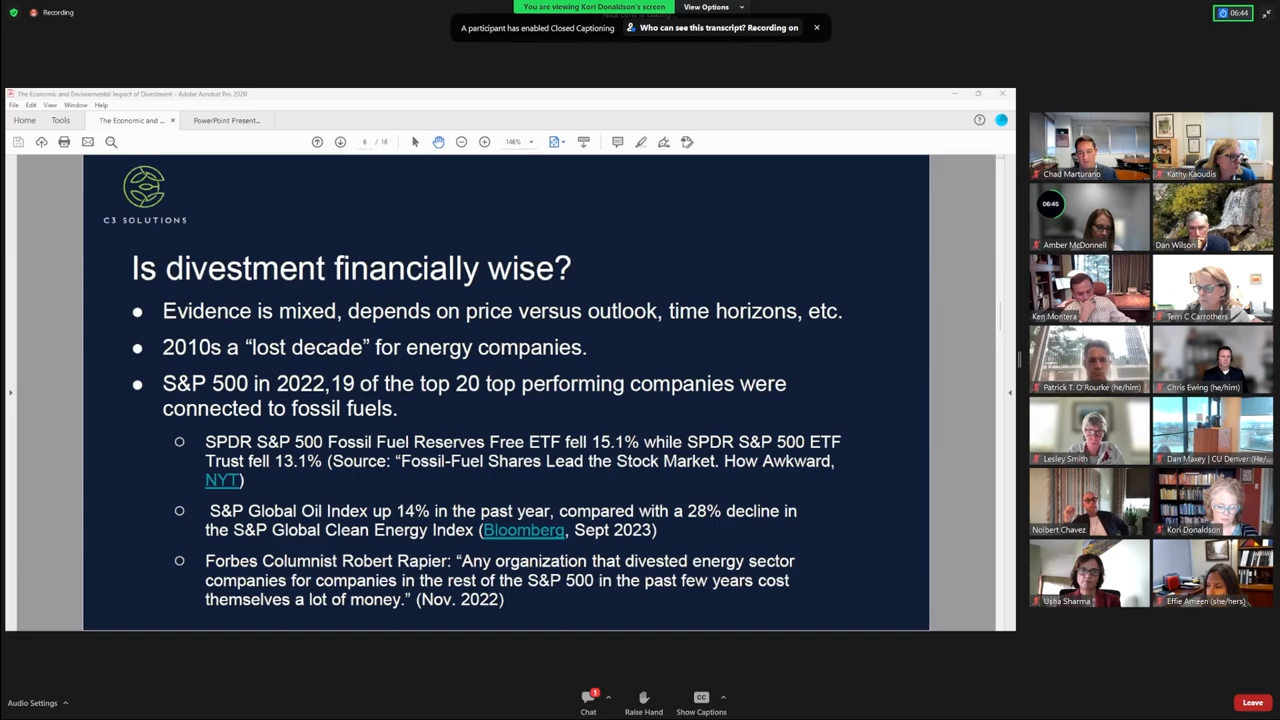 Recording
You are viewing Kori Donaldson's screen
View Options
06:44
A participant has enabled Closed Captioning
Who can see this transcript? Recording on
The Economic and Environmental Impact of Divestment - Adobe Acrobat Pro 2020
File Edit View Window Help
Home Tools The Economic and ... PowerPoint Present...
6 / 16
146%
C3 SOLUTIONS
Is divestment financially wise?
● Evidence is mixed, depends on price versus outlook, time horizons, etc.
● 2010s a “lost decade” for energy companies.
● S&P 500 in 2022,19 of the top 20 top performing companies were
connected to fossil fuels.
○ SPDR S&P 500 Fossil Fuel Reserves Free ETF fell 15.1% while SPDR S&P 500 ETF
Trust fell 13.1% (Source: “Fossil-Fuel Shares Lead the Stock Market. How Awkward,
NYT)
○ S&P Global Oil Index up 14% in the past year, compared with a 28% decline in
the S&P Global Clean Energy Index (Bloomberg, Sept 2023)
○ Forbes Columnist Robert Rapier: “Any organization that divested energy sector
companies for companies in the rest of the S&P 500 in the past few years cost
themselves a lot of money.” (Nov. 2022)
Chad Marturano
Kathy Kaoudis
06:45
Amber McDonnell
Dan Wilson
Ken Montera
Terri C Carrothers
Patrick T. O'Rourke (he/him)
Chris Ewing (he/him)
Lesley Smith
Dan Maxey | CU Denver (He/...
Nolbert Chavez
Kori Donaldson
Usha Sharma
Effie Ameen (she/hers)
Audio Settings
1
Chat
Raise Hand
CC
Show Captions
Leave